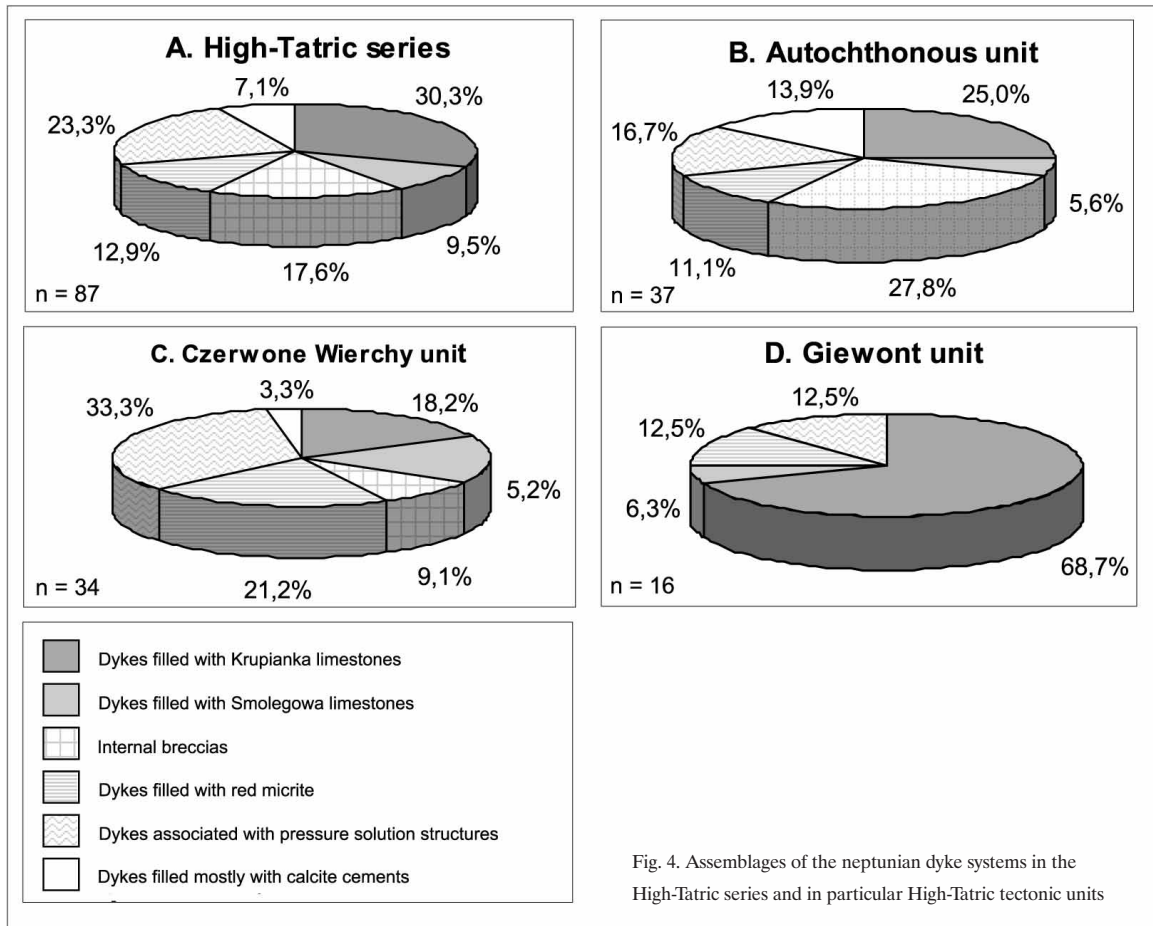 A. High-Tatric series
7,1%
30,3%
23,3%
12,9%
17,6%
9,5%
n = 87
B. Autochthonous unit
13,9%
25,0%
16,7%
5,6%
11,1%
27,8%
n = 37
C. Czerwone Wierchy unit
3,3%
33,3%
18,2%
5,2%
9,1%
21,2%
n = 34
D. Giewont unit
12,5%
12,5%
6,3%
68,7%
n = 16
Dykes filled with Krupianka limestones
Dykes filled with Smolegowa limestones
Internal breccias
Dykes filled with red micrite
Dykes associated with pressure solution structures
Dykes filled mostly with calcite cements
Fig. 4. Assemblages of the neptunian dyke systems in the
High-Tatric series and in particular High-Tatric tectonic units